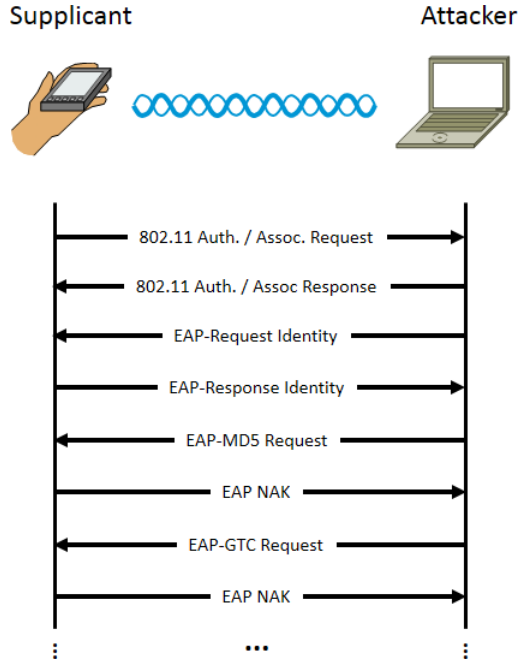 Supplicant
Attacker
802.11 Auth. / Assoc. Request
802.11 Auth. / Assoc Response
EAP-Request Identity
EAP-Response Identity
EAP-MD5 Request
EAP NAK
EAP-GTC Request
EAP NAK
...